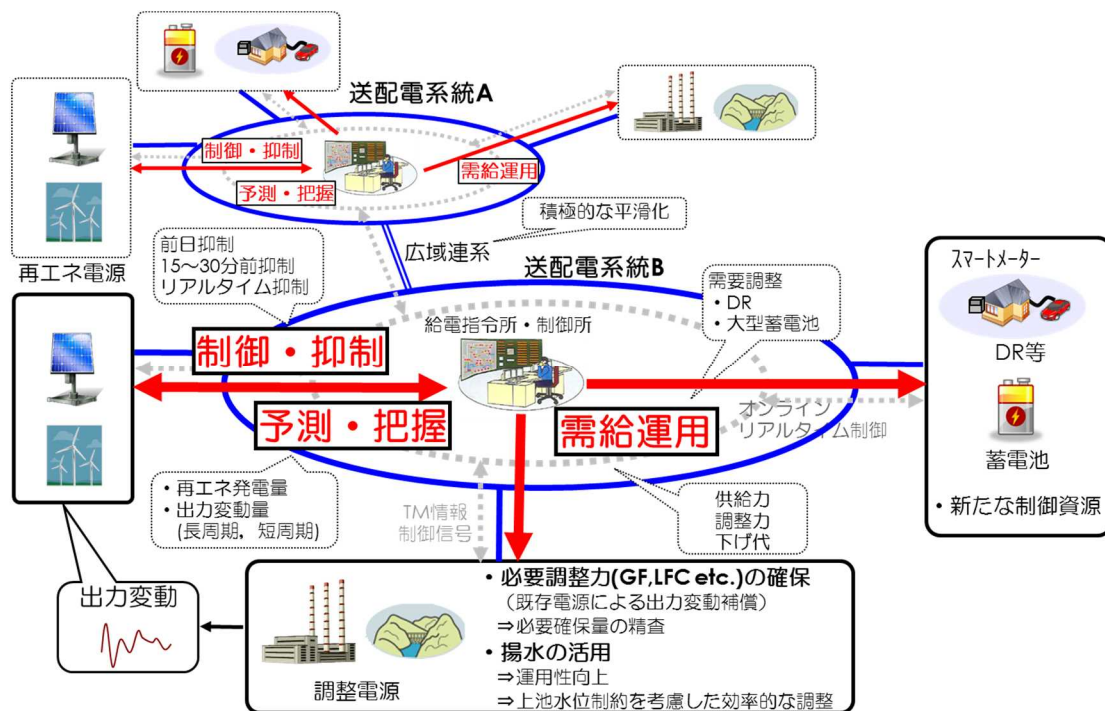 送配電系統A
制御・抑制
予測・把握
需給運用
再エネ電源
積極的な平滑化
広域連系
前日抑制
15～30分前抑制
リアルタイム抑制
送配電系統B
需要調整
・DR
・大型蓄電池
給電指令所・制御所
制御・抑制
予測・把握
需給運用
オンライン
リアルタイム制御
スマートメーター
DR等
蓄電池
・新たな制御資源
・再エネ発電量
・出力変動量
(長周期，短周期)
TM情報
制御信号
供給力
調整力
下げ代
出力変動
調整電源
・必要調整力(GF,LFC etc.)の確保
（既存電源による出力変動補償）
⇒必要確保量の精査
・揚水の活用
⇒運用性向上
⇒上池水位制約を考慮した効率的な調整